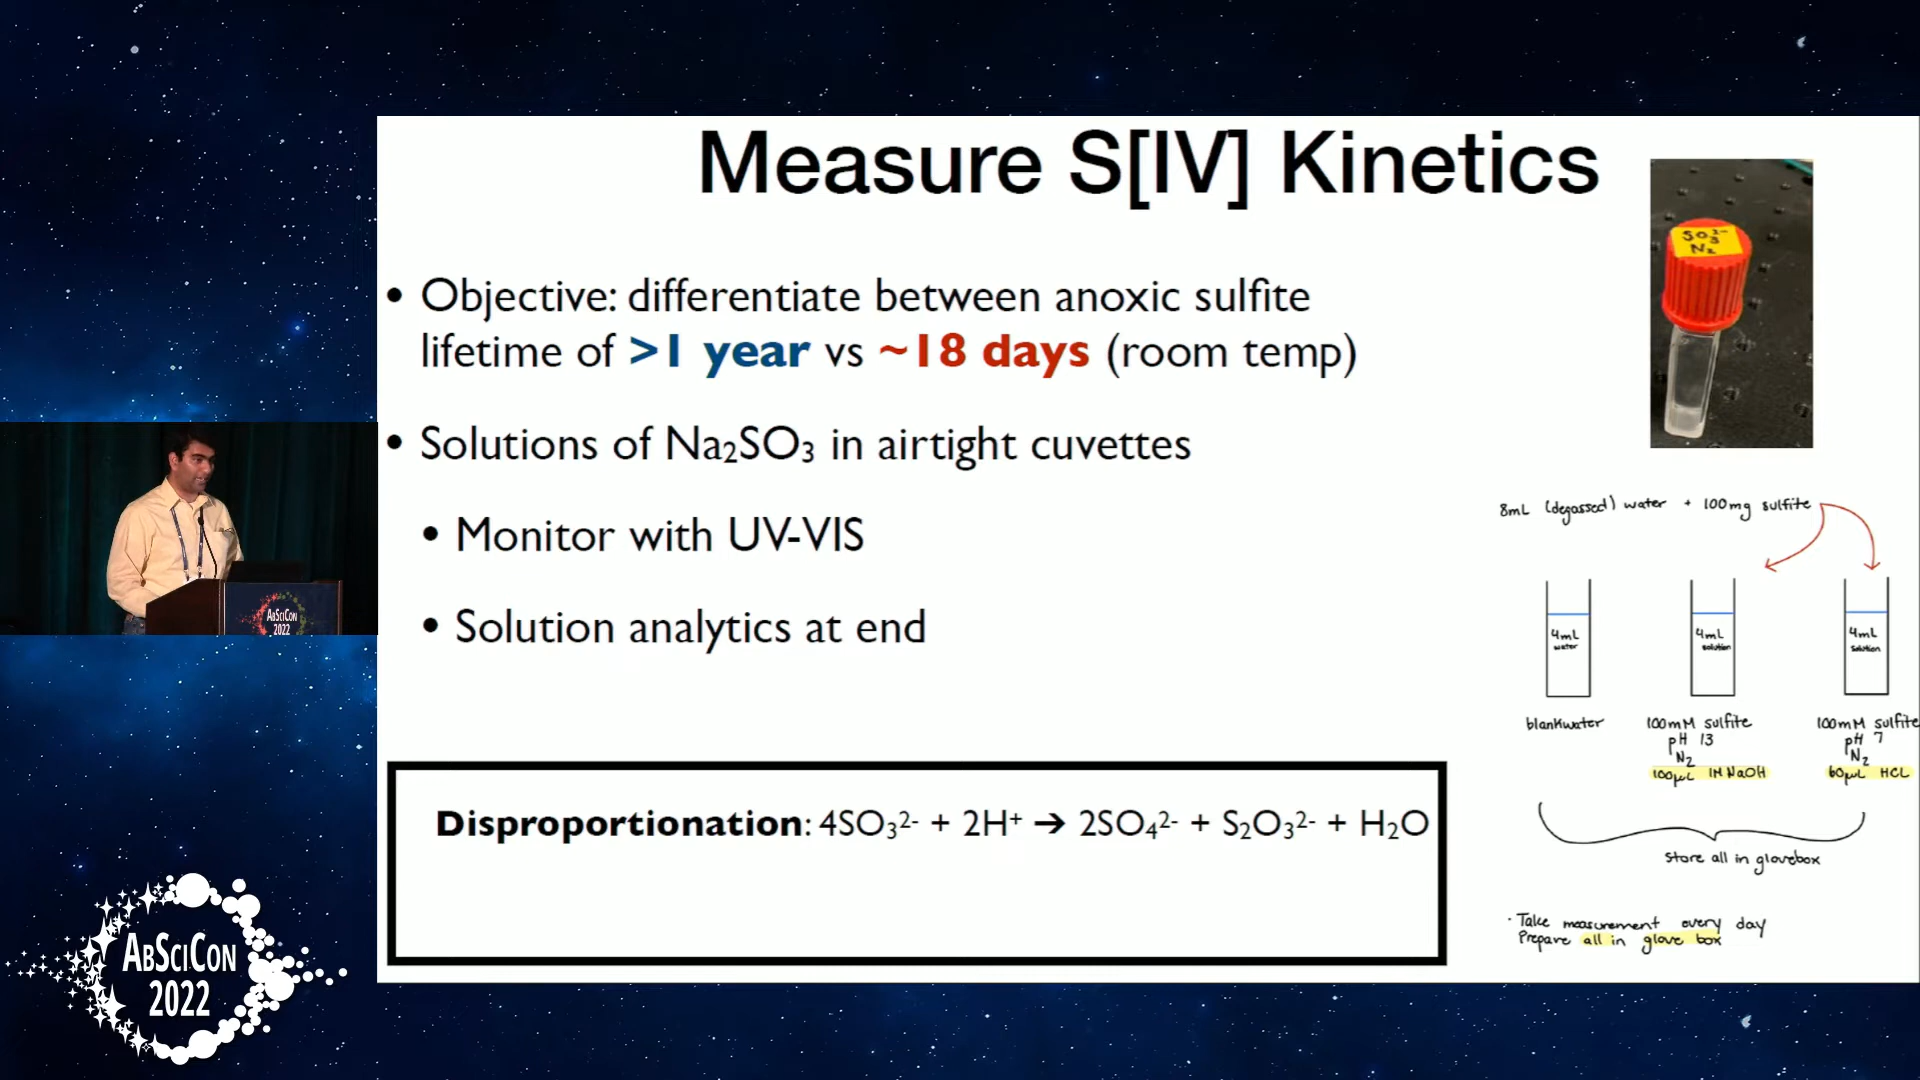 Measure S[IV] Kinetics
• Objective: differentiate between anoxic sulfite
lifetime of >1 year vs ~18 days (room temp)
• Solutions of Na₂SO₃ in airtight cuvettes
• Monitor with UV-VIS
• Solution analytics at end
Disproportionation: 4SO₃²⁻ + 2H⁺ → 2SO₄²⁻ + S₂O₃²⁻ + H₂O
SO₃²⁻
N₂
8mL (degassed) water + 100mg sulfite
4mL
water
4mL
solution
4mL
solution
blankwater
100mM sulfite
pH 13
N₂
100μL 1N NaOH
100mM sulfite
pH 7
N₂
60μL HCL
store all in glovebox
· Take measurement every day
Prepare all in glove box
ABSCICON
2022
ABSCICON
2022